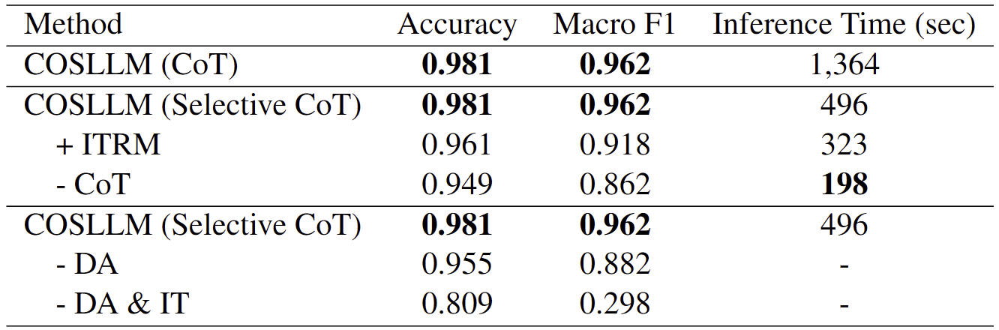 Method Accuracy Macro F1 Inference Time (sec)
COSLLM (CoT) 0.981 0.962 1,364
COSLLM (Selective CoT) 0.981 0.962 496
+ ITRM 0.961 0.918 323
- CoT 0.949 0.862 198
COSLLM (Selective CoT) 0.981 0.962 496
- DA 0.955 0.882 -
- DA & IT 0.809 0.298 -